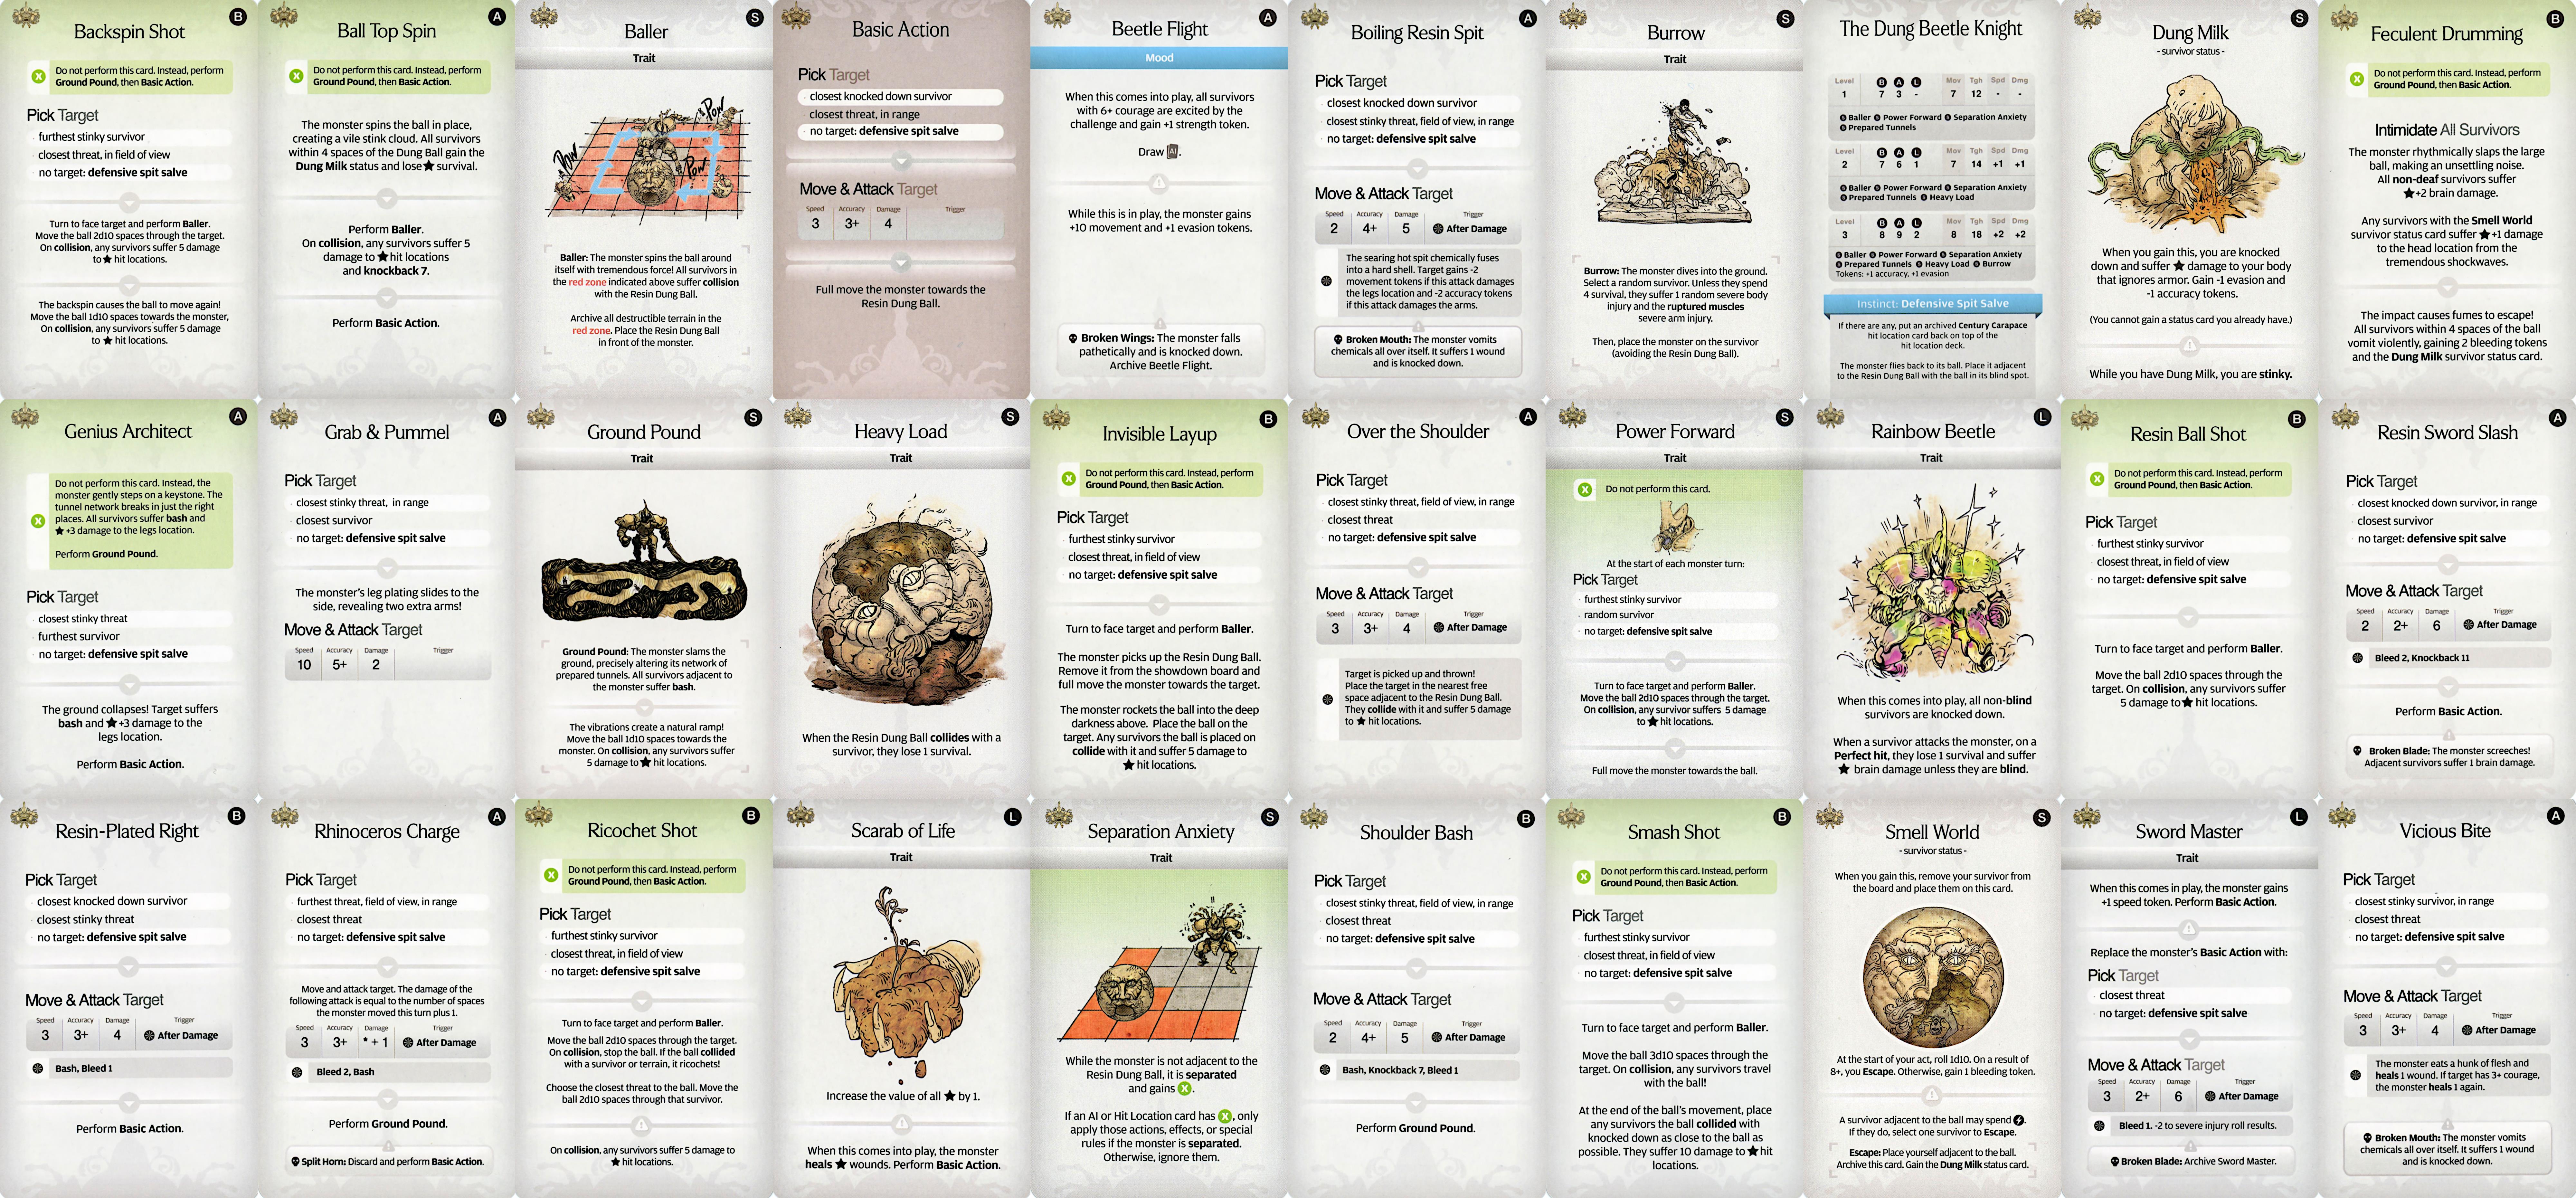 B
Backspin Shot
X
Do not perform this card. Instead, perform
Ground Pound, then Basic Action.
Pick Target
furthest stinky survivor
closest threat, in field of view
no target: defensive spit salve
Turn to face target and perform Baller.
Move the ball 2d10 spaces through the target.
On collision, any survivors suffer 5 damage
to ★ hit locations.
The backspin causes the ball to move again!
Move the ball 1d10 spaces towards the monster,
On collision, any survivors suffer 5 damage
to ★ hit locations.
A
Ball Top Spin
X
Do not perform this card. Instead, perform
Ground Pound, then Basic Action.
The monster spins the ball in place,
creating a vile stink cloud. All survivors
within 4 spaces of the Dung Ball gain the
Dung Milk status and lose ★ survival.
Perform Baller.
On collision, any survivors suffer 5
damage to ★ hit locations
and knockback 7.
Perform Basic Action.
S
Baller
Trait
Pow
Pow
Pow
Baller: The monster spins the ball around
itself with tremendous force! All survivors in
the red zone indicated above suffer collision
with the Resin Dung Ball.
Archive all destructible terrain in the
red zone. Place the Resin Dung Ball
in front of the monster.
Basic Action
Pick Target
closest knocked down survivor
closest threat, in range
no target: defensive spit salve
Move & Attack Target
Speed Accuracy Damage Trigger
3 3+ 4
Full move the monster towards the
Resin Dung Ball.
A
Beetle Flight
Mood
When this comes into play, all survivors
with 6+ courage are excited by the
challenge and gain +1 strength token.
Draw AI.
While this is in play, the monster gains
+10 movement and +1 evasion tokens.
Broken Wings: The monster falls
pathetically and is knocked down.
Archive Beetle Flight.
A
Boiling Resin Spit
Pick Target
closest knocked down survivor
closest stinky threat, field of view, in range
no target: defensive spit salve
Move & Attack Target
Speed Accuracy Damage Trigger
2 4+ 5 After Damage
The searing hot spit chemically fuses
into a hard shell. Target gains -2
movement tokens if this attack damages
the legs location and -2 accuracy tokens
if this attack damages the arms.
Broken Mouth: The monster vomits
chemicals all over itself. It suffers 1 wound
and is knocked down.
S
Burrow
Trait
Burrow: The monster dives into the ground.
Select a random survivor. Unless they spend
4 survival, they suffer 1 random severe body
injury and the ruptured muscles
severe arm injury.
Then, place the monster on the survivor
(avoiding the Resin Dung Ball).
The Dung Beetle Knight
Level B A L Mov Tgh Spd Dmg
1 7 3 - 7 12 - -
S Baller S Power Forward S Separation Anxiety
S Prepared Tunnels
Level B A L Mov Tgh Spd Dmg
2 7 6 1 7 14 +1 +1
S Baller S Power Forward S Separation Anxiety
S Prepared Tunnels S Heavy Load
Level B A L Mov Tgh Spd Dmg
3 8 9 2 8 18 +2 +2
S Baller S Power Forward S Separation Anxiety
S Prepared Tunnels S Heavy Load S Burrow
Tokens: +1 accuracy, +1 evasion
Instinct: Defensive Spit Salve
If there are any, put an archived Century Carapace
hit location card back on top of the
hit location deck.
The monster flies back to its ball. Place it adjacent
to the Resin Dung Ball with the ball in its blind spot.
S
Dung Milk
- survivor status -
When you gain this, you are knocked
down and suffer ★ damage to your body
that ignores armor. Gain -1 evasion and
-1 accuracy tokens.
(You cannot gain a status card you already have.)
While you have Dung Milk, you are stinky.
B
Feculent Drumming
X
Do not perform this card. Instead, perform
Ground Pound, then Basic Action.
Intimidate All Survivors
The monster rhythmically slaps the large
ball, making an unsettling noise.
All non-deaf survivors suffer
★+2 brain damage.
Any survivors with the Smell World
survivor status card suffer ★+1 damage
to the head location from the
tremendous shockwaves.
The impact causes fumes to escape!
All survivors within 4 spaces of the ball
vomit violently, gaining 2 bleeding tokens
and the Dung Milk survivor status card.
A
Genius Architect
X
Do not perform this card. Instead, the
monster gently steps on a keystone. The
tunnel network breaks in just the right
places. All survivors suffer bash and
★+3 damage to the legs location.
Perform Ground Pound.
Pick Target
closest stinky threat
furthest survivor
no target: defensive spit salve
The ground collapses! Target suffers
bash and ★+3 damage to the
legs location.
Perform Basic Action.
A
Grab & Pummel
Pick Target
closest stinky threat, in range
closest survivor
no target: defensive spit salve
The monster's leg plating slides to the
side, revealing two extra arms!
Move & Attack Target
Speed Accuracy Damage Trigger
10 5+ 2
S
Ground Pound
Trait
Ground Pound: The monster slams the
ground, precisely altering its network of
prepared tunnels. All survivors adjacent to
the monster suffer bash.
The vibrations create a natural ramp!
Move the ball 1d10 spaces towards the
monster. On collision, any survivors suffer
5 damage to ★ hit locations.
S
Heavy Load
Trait
When the Resin Dung Ball collides with a
survivor, they lose 1 survival.
B
Invisible Layup
X
Do not perform this card. Instead, perform
Ground Pound, then Basic Action.
Pick Target
furthest stinky survivor
closest threat, in field of view
no target: defensive spit salve
Turn to face target and perform Baller.
The monster picks up the Resin Dung Ball.
Remove it from the showdown board and
full move the monster towards the target.
The monster rockets the ball into the deep
darkness above. Place the ball on the
target. Any survivors the ball is placed on
collide with it and suffer 5 damage to
★ hit locations.
A
Over the Shoulder
Pick Target
closest stinky threat, field of view, in range
closest threat
no target: defensive spit salve
Move & Attack Target
Speed Accuracy Damage Trigger
3 3+ 4 After Damage
Target is picked up and thrown!
Place the target in the nearest free
space adjacent to the Resin Dung Ball.
They collide with it and suffer 5 damage
to ★ hit locations.
S
Power Forward
Trait
X
Do not perform this card.
At the start of each monster turn:
Pick Target
furthest stinky survivor
random survivor
no target: defensive spit salve
Turn to face target and perform Baller.
Move the ball 2d10 spaces through the target.
On collision, any survivor suffers 5 damage
to ★ hit locations.
Full move the monster towards the ball.
L
Rainbow Beetle
Trait
When this comes into play, all non-blind
survivors are knocked down.
When a survivor attacks the monster, on a
Perfect hit, they lose 1 survival and suffer
★ brain damage unless they are blind.
B
Resin Ball Shot
X
Do not perform this card. Instead, perform
Ground Pound, then Basic Action.
Pick Target
furthest stinky survivor
closest threat, in field of view
no target: defensive spit salve
Turn to face target and perform Baller.
Move the ball 2d10 spaces through the
target. On collision, any survivors suffer
5 damage to ★ hit locations.
A
Resin Sword Slash
Pick Target
closest knocked down survivor, in range
closest survivor
no target: defensive spit salve
Move & Attack Target
Speed Accuracy Damage Trigger
2 2+ 6 After Damage
Bleed 2, Knockback 11
Perform Basic Action.
Broken Blade: The monster screeches!
Adjacent survivors suffer 1 brain damage.
B
Resin-Plated Right
Pick Target
closest knocked down survivor
closest stinky threat
no target: defensive spit salve
Move & Attack Target
Speed Accuracy Damage Trigger
3 3+ 4 After Damage
Bash, Bleed 1
Perform Basic Action.
A
Rhinoceros Charge
Pick Target
furthest threat, field of view, in range
closest threat
no target: defensive spit salve
Move and attack target. The damage of the
following attack is equal to the number of spaces
the monster moved this turn plus 1.
Speed Accuracy Damage Trigger
3 3+ * + 1 After Damage
Bleed 2, Bash
Perform Ground Pound.
Split Horn: Discard and perform Basic Action.
B
Ricochet Shot
X
Do not perform this card. Instead, perform
Ground Pound, then Basic Action.
Pick Target
furthest stinky survivor
closest threat, in field of view
no target: defensive spit salve
Turn to face target and perform Baller.
Move the ball 2d10 spaces through the target.
On collision, stop the ball. If the ball collided
with a survivor or terrain, it ricochets!
Choose the closest threat to the ball. Move the
ball 2d10 spaces through that survivor.
On collision, any survivors suffer 5 damage to
★ hit locations.
L
Scarab of Life
Trait
Increase the value of all ★ by 1.
When this comes into play, the monster
heals ★ wounds. Perform Basic Action.
S
Separation Anxiety
Trait
While the monster is not adjacent to the
Resin Dung Ball, it is separated
and gains X.
If an AI or Hit Location card has X, only
apply those actions, effects, or special
rules if the monster is separated.
Otherwise, ignore them.
B
Shoulder Bash
Pick Target
closest stinky threat, field of view, in range
closest threat
no target: defensive spit salve
Move & Attack Target
Speed Accuracy Damage Trigger
2 4+ 5 After Damage
Bash, Knockback 7, Bleed 1
Perform Ground Pound.
B
Smash Shot
X
Do not perform this card. Instead, perform
Ground Pound, then Basic Action.
Pick Target
furthest stinky survivor
closest threat, in field of view
no target: defensive spit salve
Turn to face target and perform Baller.
Move the ball 3d10 spaces through the
target. On collision, any survivors travel
with the ball!
At the end of the ball's movement, place
any survivors the ball collided with
knocked down as close to the ball as
possible. They suffer 10 damage to ★ hit
locations.
S
Smell World
- survivor status -
When you gain this, remove your survivor from
the board and place them on this card.
At the start of your act, roll 1d10. On a result of
8+, you Escape. Otherwise, gain 1 bleeding token.
A survivor adjacent to the ball may spend
If they do, select one survivor to Escape.
Escape: Place yourself adjacent to the ball.
Archive this card. Gain the Dung Milk status card.
L
Sword Master
Trait
When this comes in play, the monster gains
+1 speed token. Perform Basic Action.
Replace the monster's Basic Action with:
Pick Target
closest threat
no target: defensive spit salve
Move & Attack Target
Speed Accuracy Damage Trigger
3 2+ 6 After Damage
Bleed 1. -2 to severe injury roll results.
Broken Blade: Archive Sword Master.
A
Vicious Bite
Pick Target
closest stinky survivor, in range
closest threat
no target: defensive spit salve
Move & Attack Target
Speed Accuracy Damage Trigger
3 3+ 4 After Damage
The monster eats a hunk of flesh and
heals 1 wound. If target has 3+ courage,
the monster heals 1 again.
Broken Mouth: The monster vomits
chemicals all over itself. It suffers 1 wound
and is knocked down.